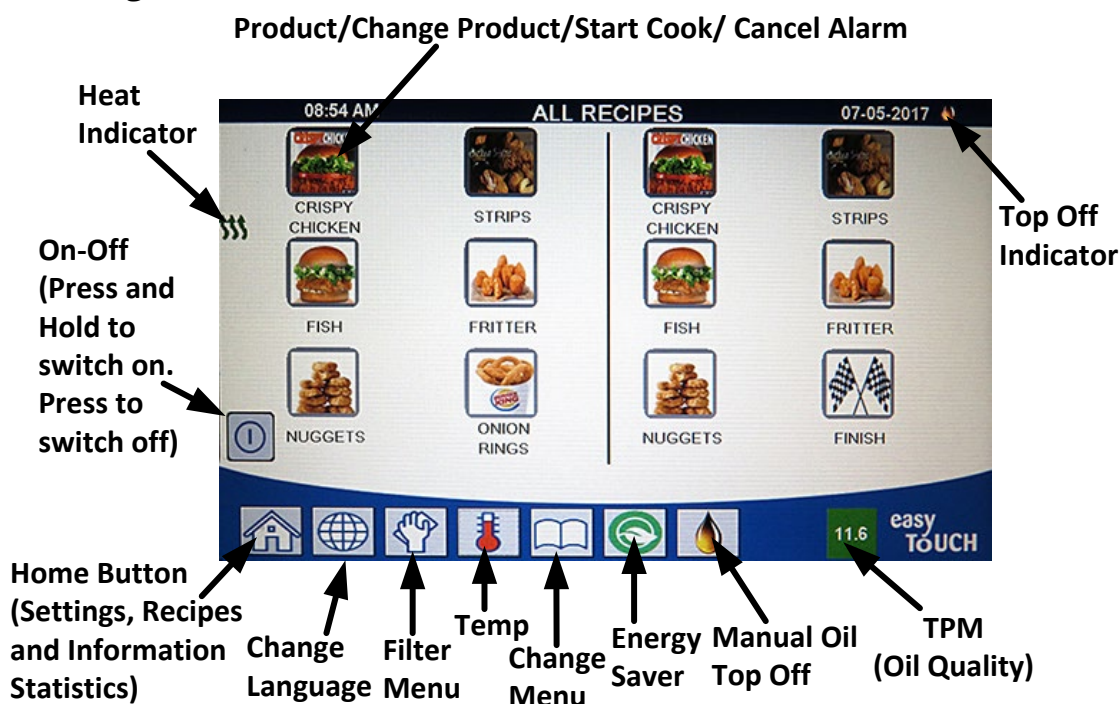 Product/Change Product/Start Cook/ Cancel Alarm
Heat
Indicator
08:54 AM
ALL RECIPES
07-05-2017
CRISPY
CHICKEN
STRIPS
CRISPY
CHICKEN
STRIPS
Top Off
Indicator
On-Off
(Press and
Hold to
switch on.
Press to
switch off)
FISH
FRITTER
FISH
FRITTER
NUGGETS
ONION
RINGS
NUGGETS
FINISH
11.6
easy
TOUCH
Home Button
(Settings, Recipes
and Information
Statistics)
Change
Language
Filter
Menu
Temp
Change
Menu
Energy
Saver
Manual Oil
Top Off
TPM
(Oil Quality)